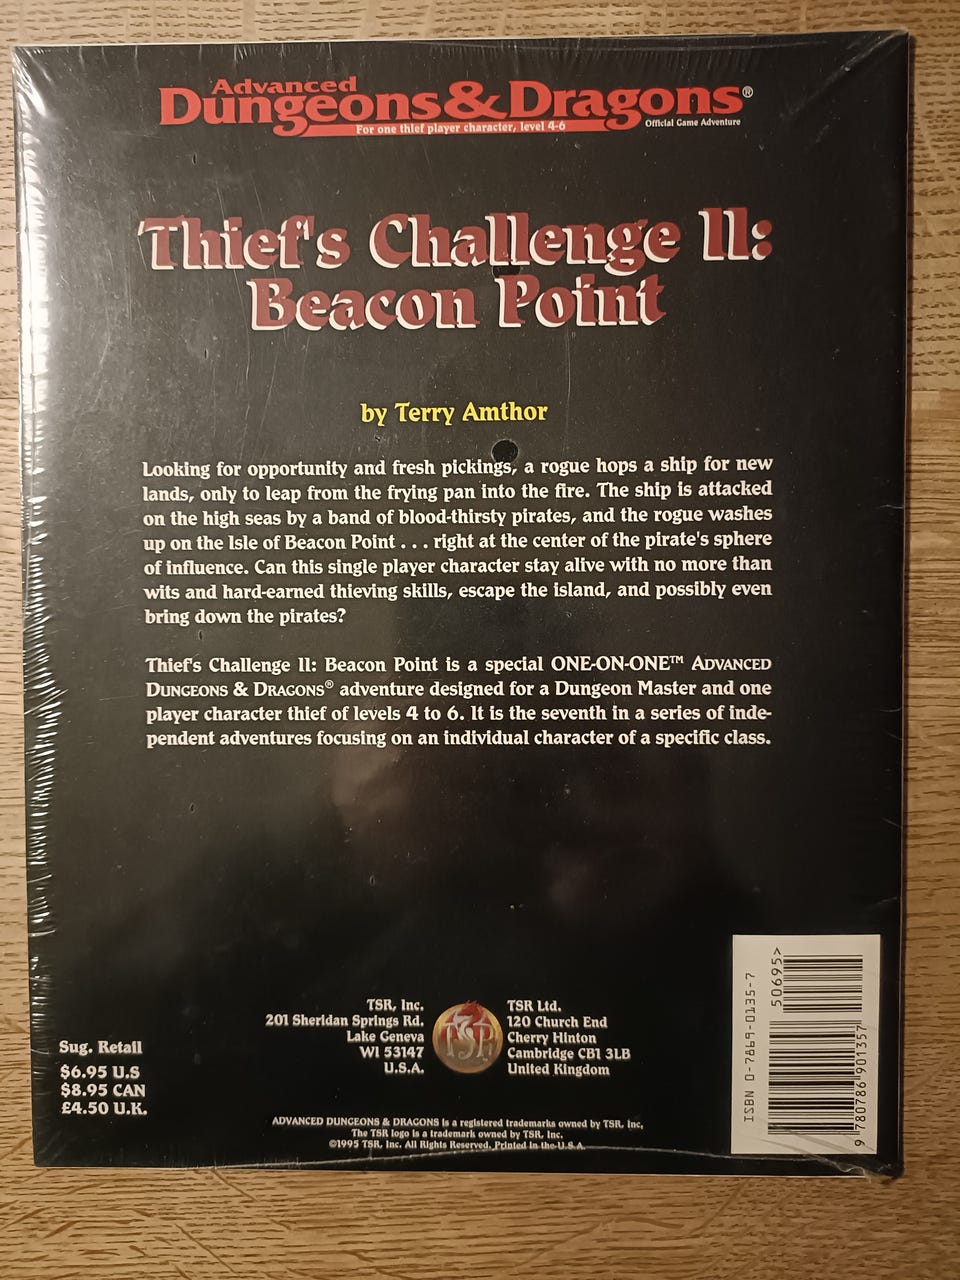 Advanced
Dungeons & Dragons®
For one thief player character, level 4-6
Official Game Adventure
Thief's Challenge II:
Beacon Point
by Terry Amthor
Looking for opportunity and fresh pickings, a rogue hops a ship for new
lands, only to leap from the frying pan into the fire. The ship is attacked
on the high seas by a band of blood-thirsty pirates, and the rogue washes
up on the Isle of Beacon Point . . . right at the center of the pirate's sphere
of influence. Can this single player character stay alive with no more than
wits and hard-earned thieving skills, escape the island, and possibly even
bring down the pirates?
Thief's Challenge II: Beacon Point is a special ONE-ON-ONE™ ADVANCED
DUNGEONS & DRAGONS® adventure designed for a Dungeon Master and one
player character thief of levels 4 to 6. It is the seventh in a series of inde-
pendent adventures focusing on an individual character of a specific class.
Sug. Retail
$6.95 U.S
$8.95 CAN
£4.50 U.K.
TSR, Inc.
201 Sheridan Springs Rd.
Lake Geneva
WI 53147
U.S.A.
TSR
TSR Ltd.
120 Church End
Cherry Hinton
Cambridge CB1 3LB
United Kingdom
ADVANCED DUNGEONS & DRAGONS is a registered trademarks owned by TSR, Inc,
The TSR logo is a trademark owned by TSR, Inc.
©1995 TSR, Inc. All Rights Reserved. Printed in the U.S.A.
ISBN 0-7869-0135-7
50695>
9 780786 901357